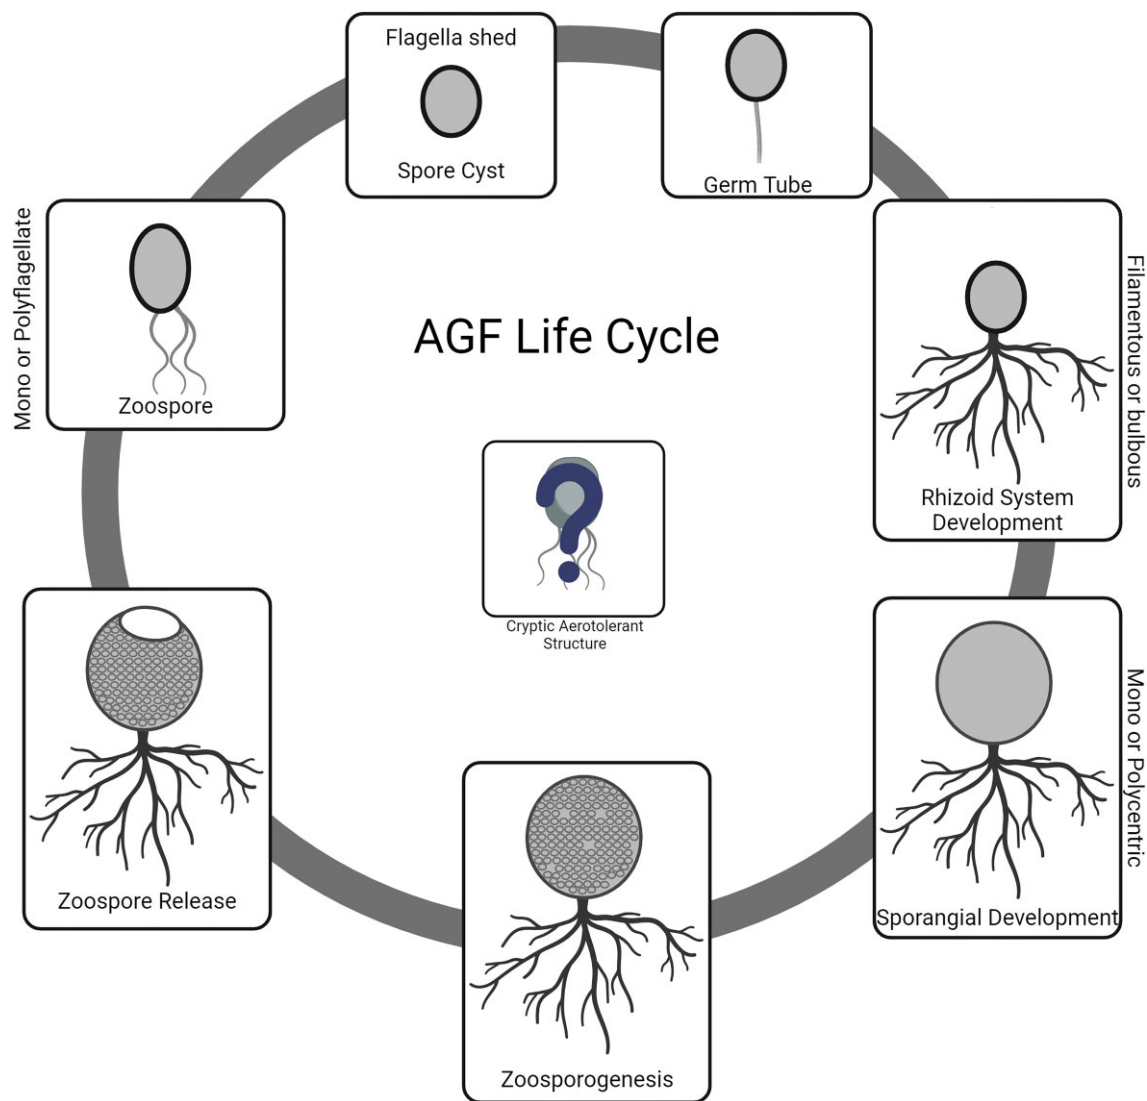 Flagella shed
Spore Cyst
Germ Tube
Mono or Polyflagellate
Zoospore
AGF Life Cycle
Filamentous or bulbous
Rhizoid System
Development
Cryptic Aerotolerant
Structure
Mono or Polycentric
Zoospore Release
Sporangial Development
Zoosporogenesis